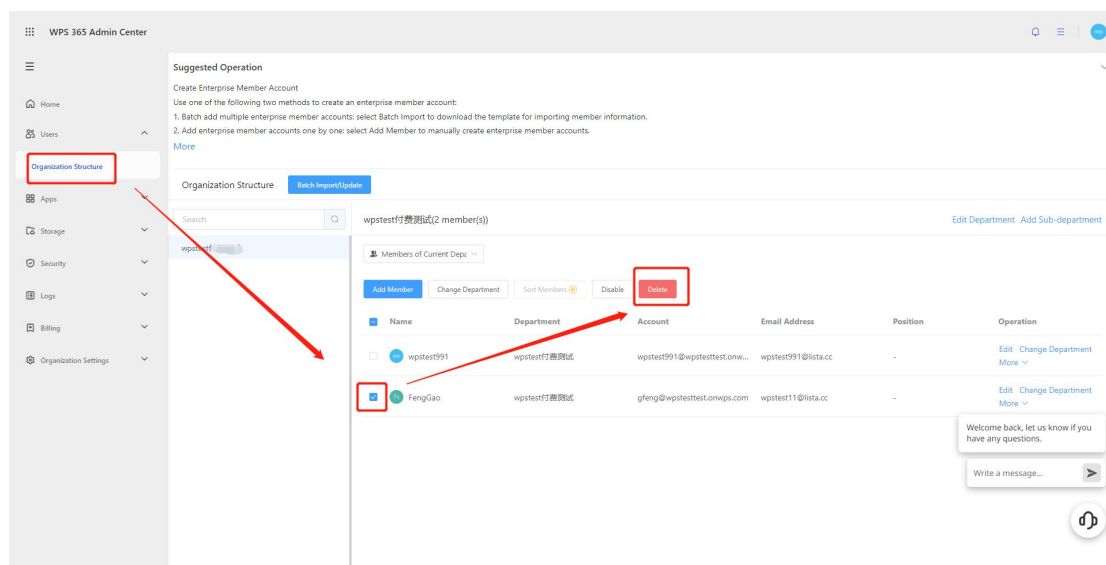 WPS 365 Admin Center
Suggested Operation
Create Enterprise Member Account
Use one of the following two methods to create an enterprise member account:
1. Batch add multiple enterprise member accounts: select Batch Import to download the template for importing member information.
2. Add enterprise member accounts one by one: select Add Member to manually create enterprise member accounts.
More
Home
Users
Organization Structure
Apps
Storage
Security
Logs
Billing
Organization Settings
Organization Structure Batch Import/Update
Search
wpstest付费测试(2 member(s)) Edit Department Add Sub-department
Members of Current Depa
Add Member Change Department Sort Members Disable Delete
Name Department Account Email Address Position Operation
wpstest991 wpstest付费测试 wpstest991@wpstesttest.onw... wpstest991@lista.cc - Edit Change Department
More
FengGao wpstest付费测试 gfeng@wpstesttest.onwps.com wpstest11@lista.cc - Edit Change Department
More
Welcome back, let us know if you
have any questions.
Write a message...